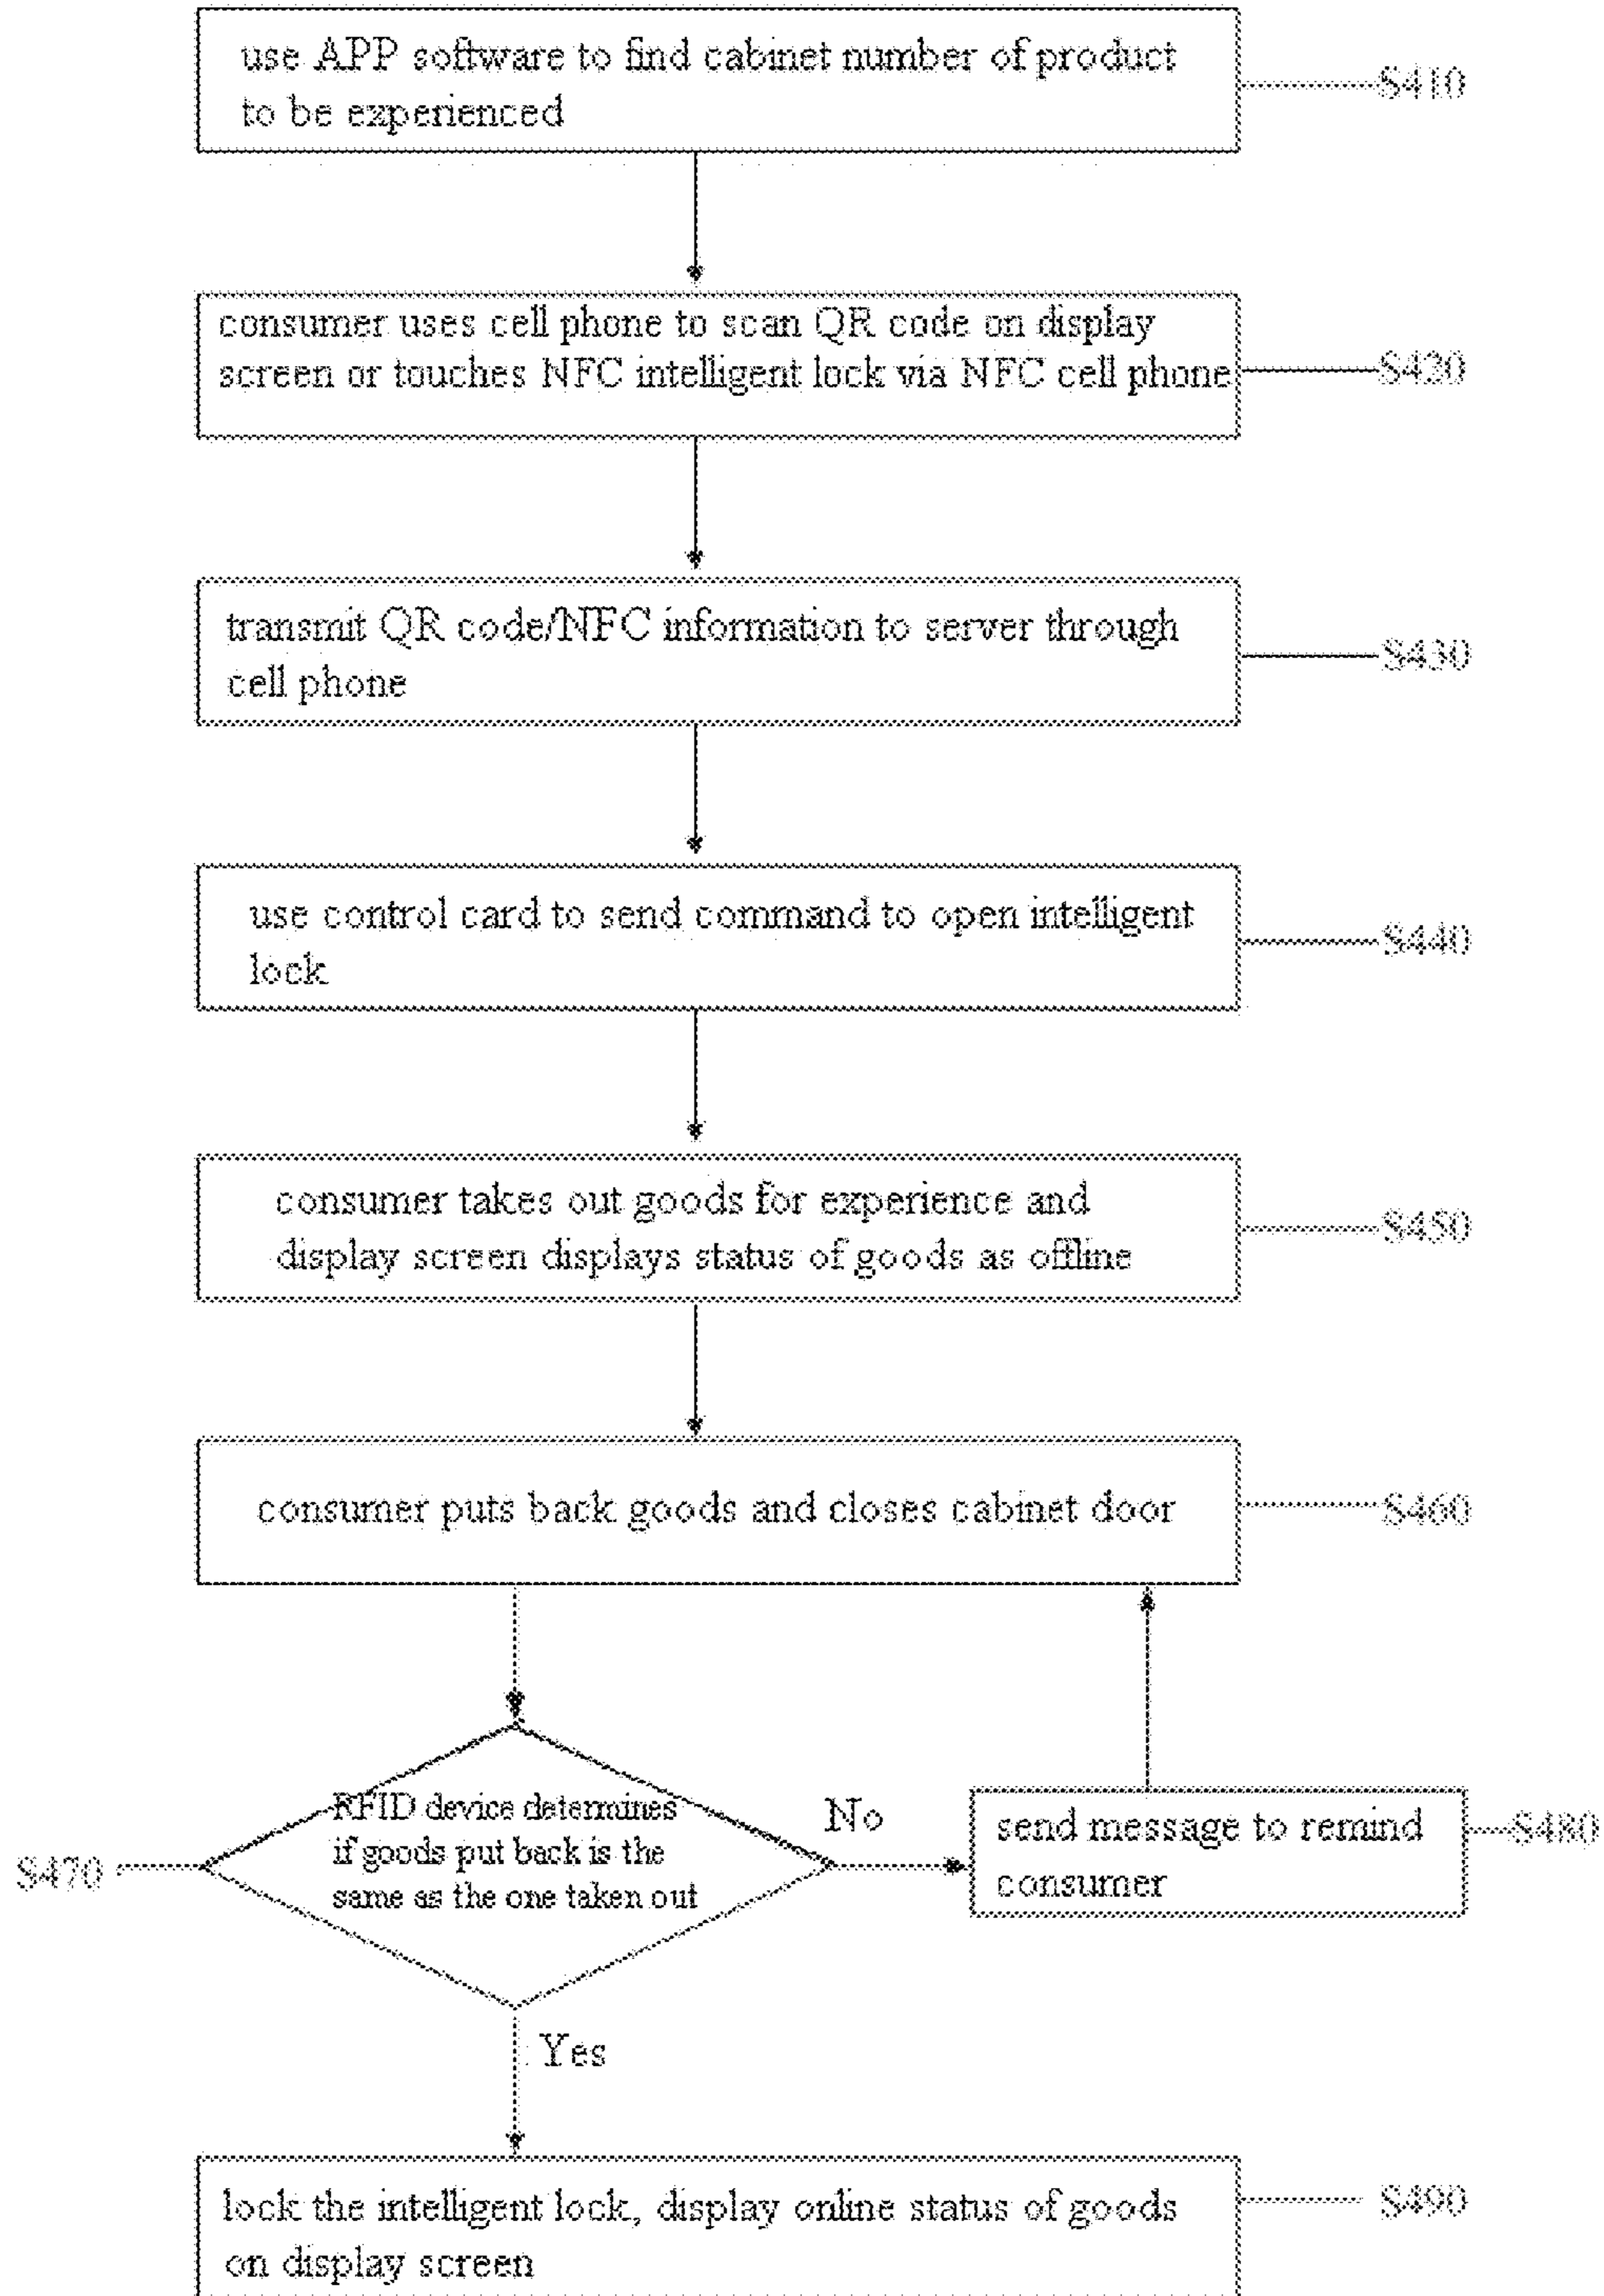 use APP software to find cabinet number of product
to be experienced
S410
consumer uses cell phone to scan QR code on display
screen or touches NFC intelligent lock via NFC cell phone
S420
transmit QR code/NFC information to server through
cell phone
S430
use control card to send command to open intelligent
lock
S440
consumer takes out goods for experience and
display screen displays status of goods as offline
S450
consumer puts back goods and closes cabinet door
S460
RFID device determines
if goods put back is the
same as the one taken out
S470
No
send message to remind
consumer
S480
Yes
lock the intelligent lock, display online status of goods
on display screen
S490